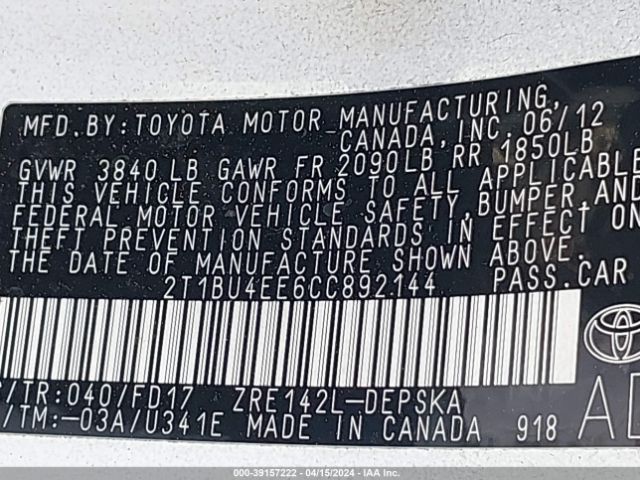 MFD.BY:TOYOTA MOTOR MANUFACTURING,
CANADA, INC. 06/12
GVWR 3840 LB GAWR FR 2090LB RR 1850LB
THIS VEHICLE CONFORMS TO ALL APPLICABLE
FEDERAL MOTOR VEHICLE SAFETY, BUMPER, AND
THEFT PREVENTION STANDARDS IN EFFECT ON
THE DATE OF MANUFACTURE SHOWN ABOVE.
2T1BU4EE6CC892144 PASS.CAR
/TR:040/FD17 ZRE142L-DEPSKA
/TM:-03A/U341E MADE IN CANADA 918
TOYOTA
000-39157222 - 04/15/2024 - IAA Inc.